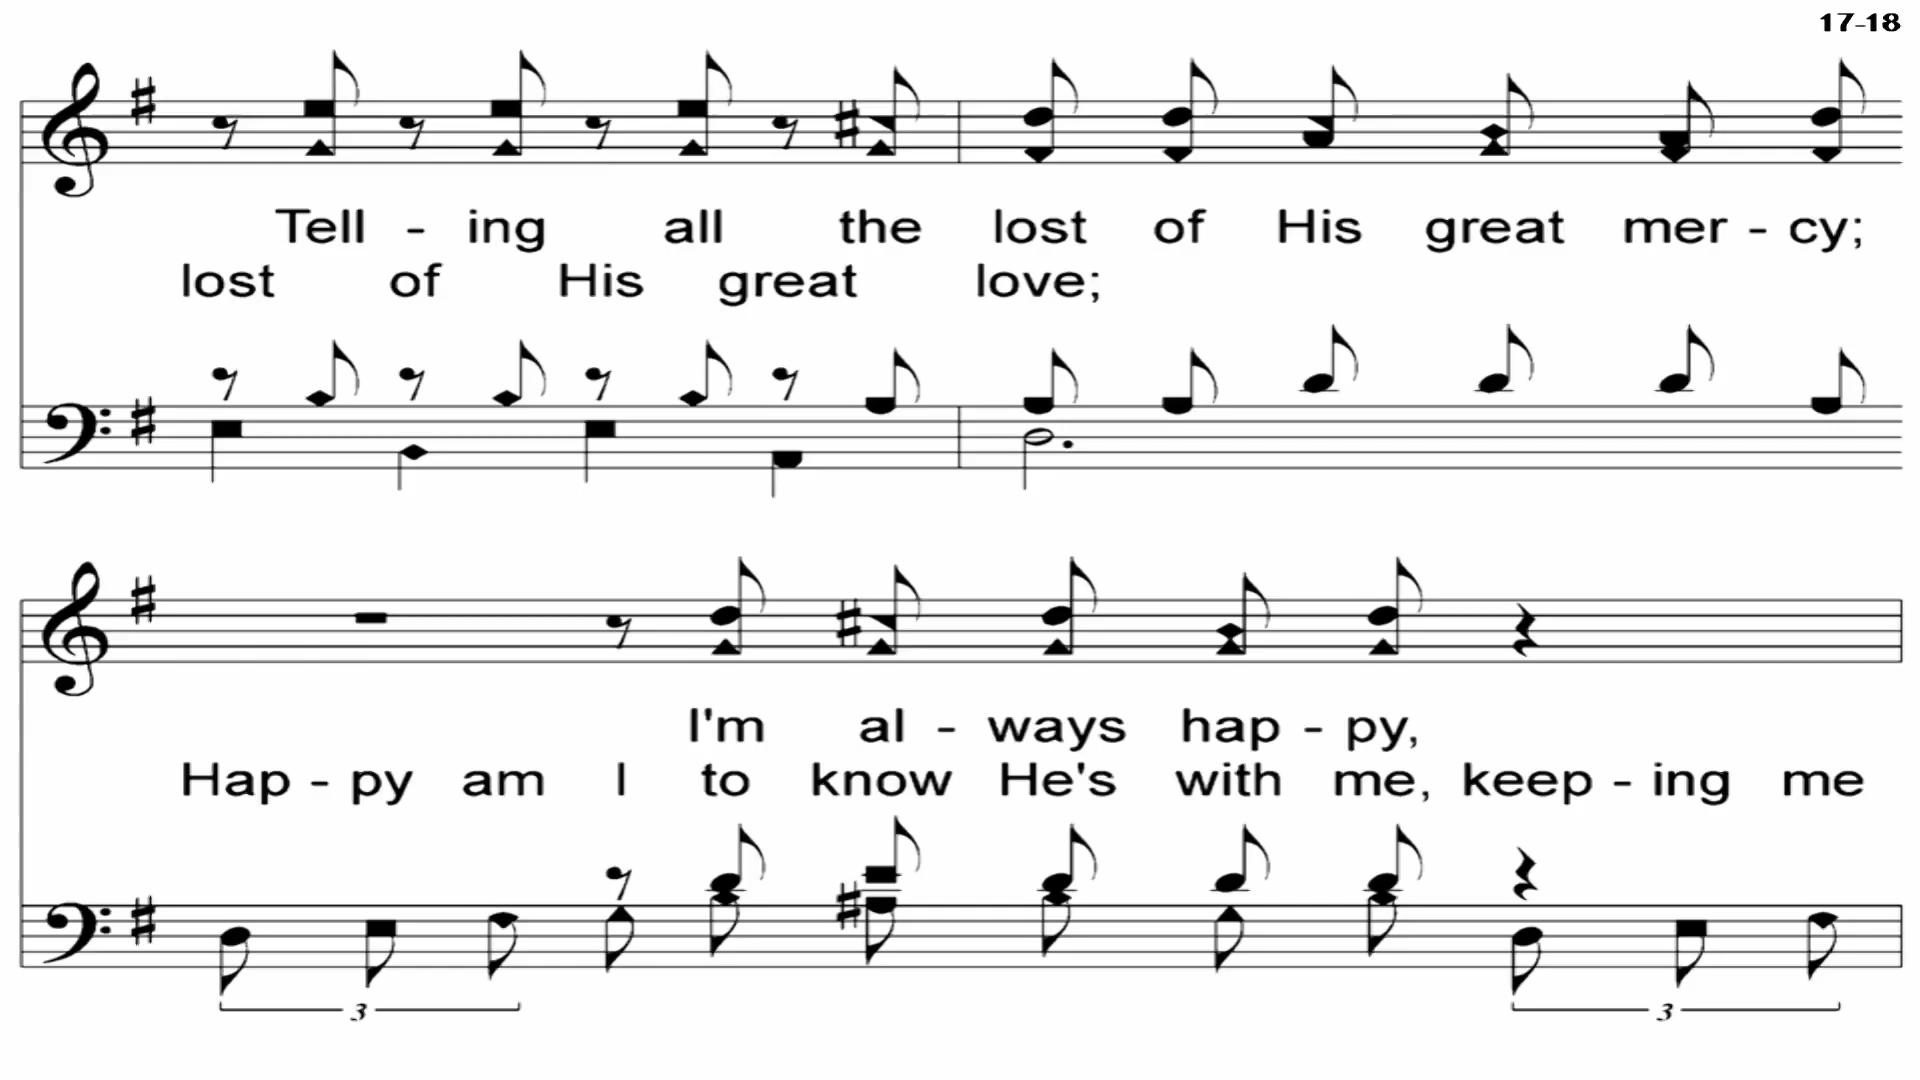 17-18
Tell - ing all the lost of His great mer - cy;
lost of His great love;
I'm al - ways hap - py,
Hap - py am I to know He's with me, keep - ing me
3 3